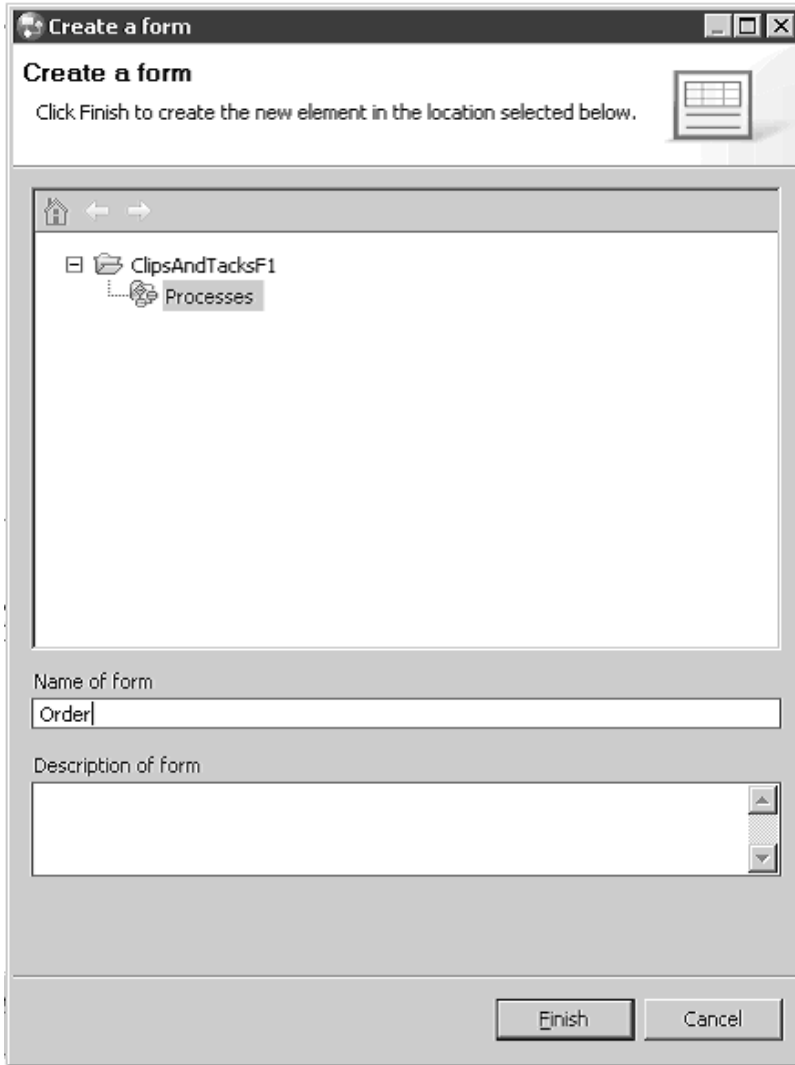 Create a form
Create a form
Click Finish to create the new element in the location selected below.
ClipsAndTacksF1
Processes
Name of form
Order
Description of form
Finish
Cancel